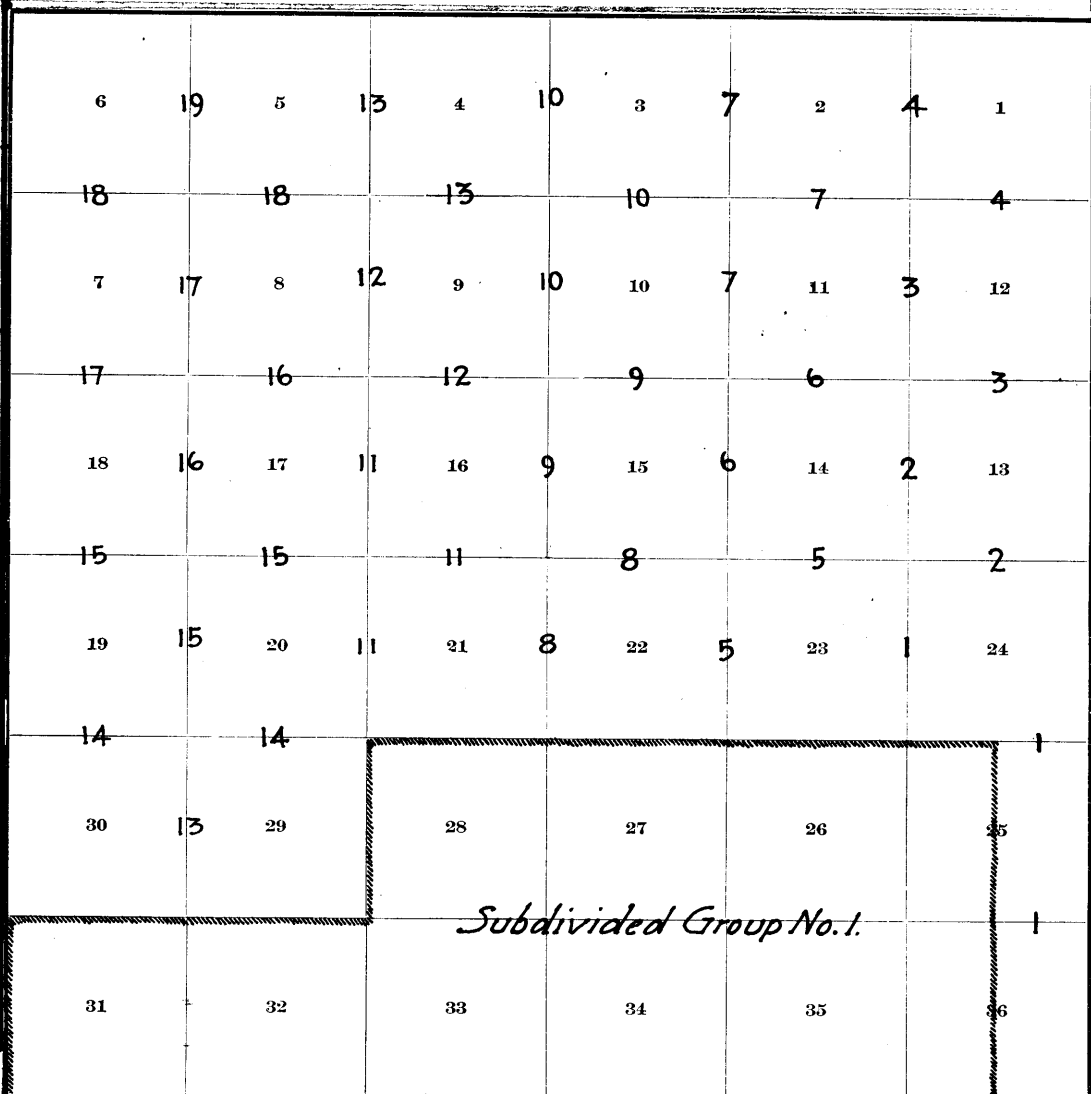 6 19 5 13 4 10 3 7 2 4 1
18 18 13 10 7 4
7 17 8 12 9 10 10 7 11 3 12
17 16 12 9 6 3
18 16 17 11 16 9 15 6 14 2 13
15 15 11 8 5 2
19 15 20 11 21 8 22 5 23 1 24
14 14 1
30 13 29 28 27 26 25
Subdivided Group No. 1. 1
31 32 33 34 35 36